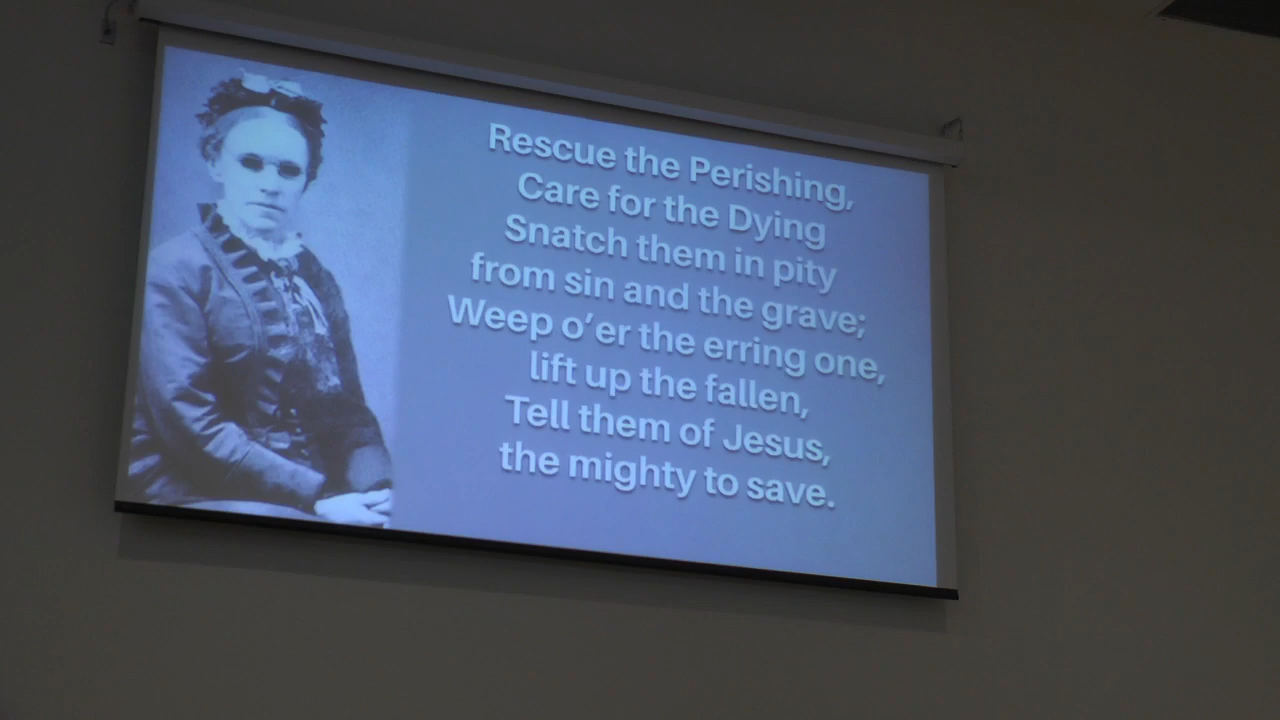 Rescue the Perishing,
Care for the Dying
Snatch them in pity
from sin and the grave;
Weep o’er the erring one,
lift up the fallen,
Tell them of Jesus,
the mighty to save.